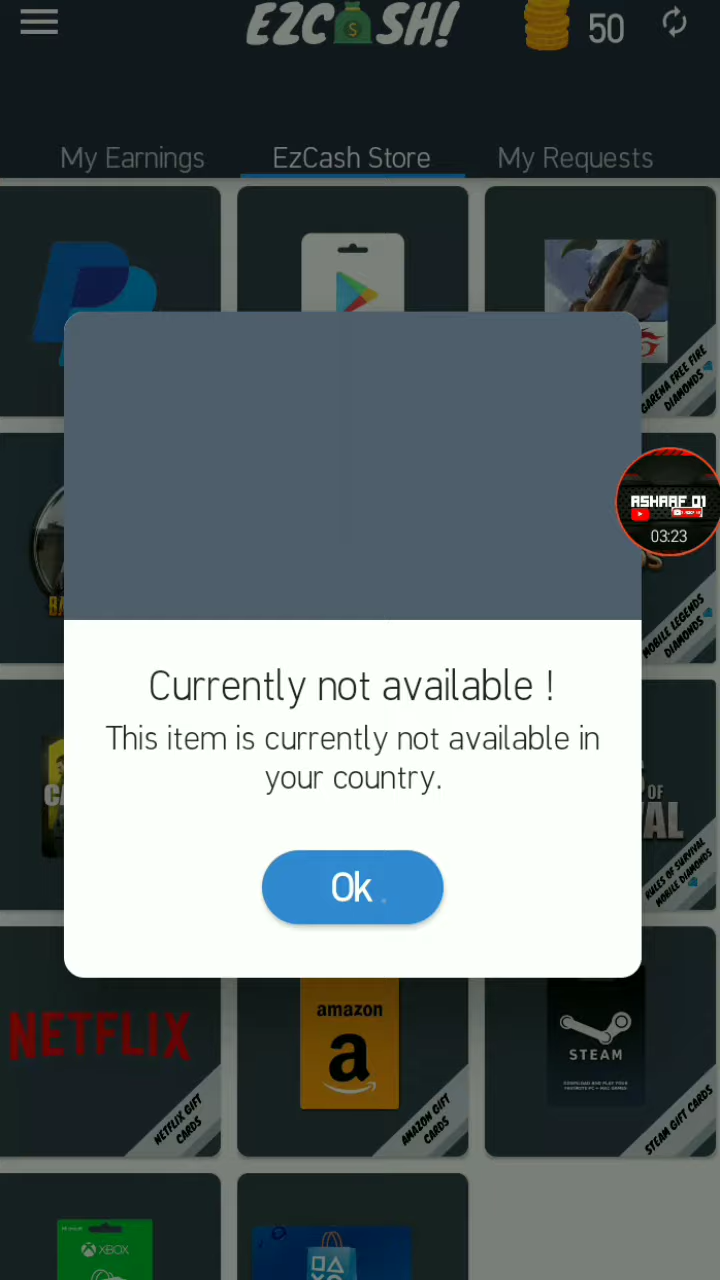 EZCASH!
50
My Earnings
EzCash Store
My Requests
GARENA FREE FIRE
DIAMONDS
ASHRAF 01
03:23
MOBILE LEGENDS
DIAMONDS
Currently not available !
This item is currently not available in
your country.
OF
RULES OF SURVIVAL
MOBILE DIAMONDS
Ok
NETFLIX
NETFLIX GIFT
CARDS
amazon
a
AMAZON GIFT
CARDS
STEAM
STEAM GIFT CARDS
XBOX